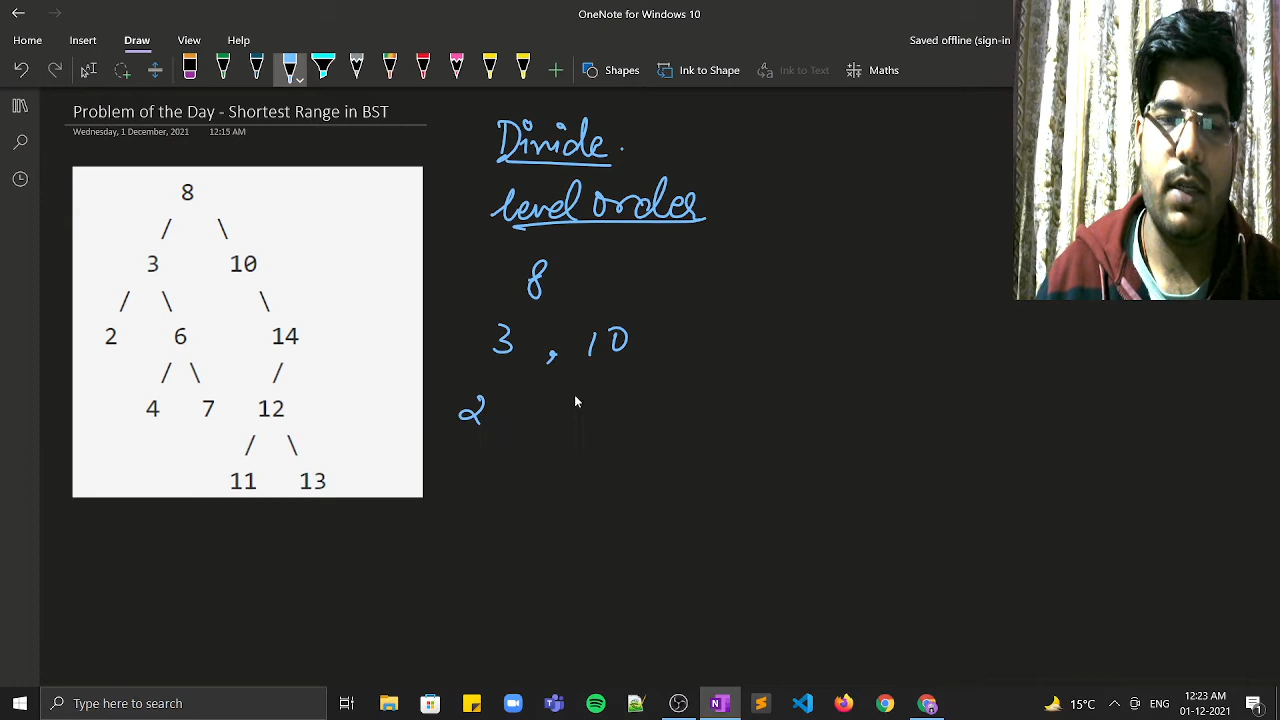 OneNote for Windows 10
Home Insert Draw View Help Saved offline (sign-in
Shapes Ink to Shape Ink to Text Maths
Problem of the Day - Shortest Range in BST
Wednesday, 1 December, 2021 12:15 AM
8
/ \
3 10
/ \ \
2 6 14
/ \ /
4 7 12
/ \
11 13
Divide.
level order
8
3 , 10
2
Type here to search
15°C ENG 12:23 AM
01-12-2021
1